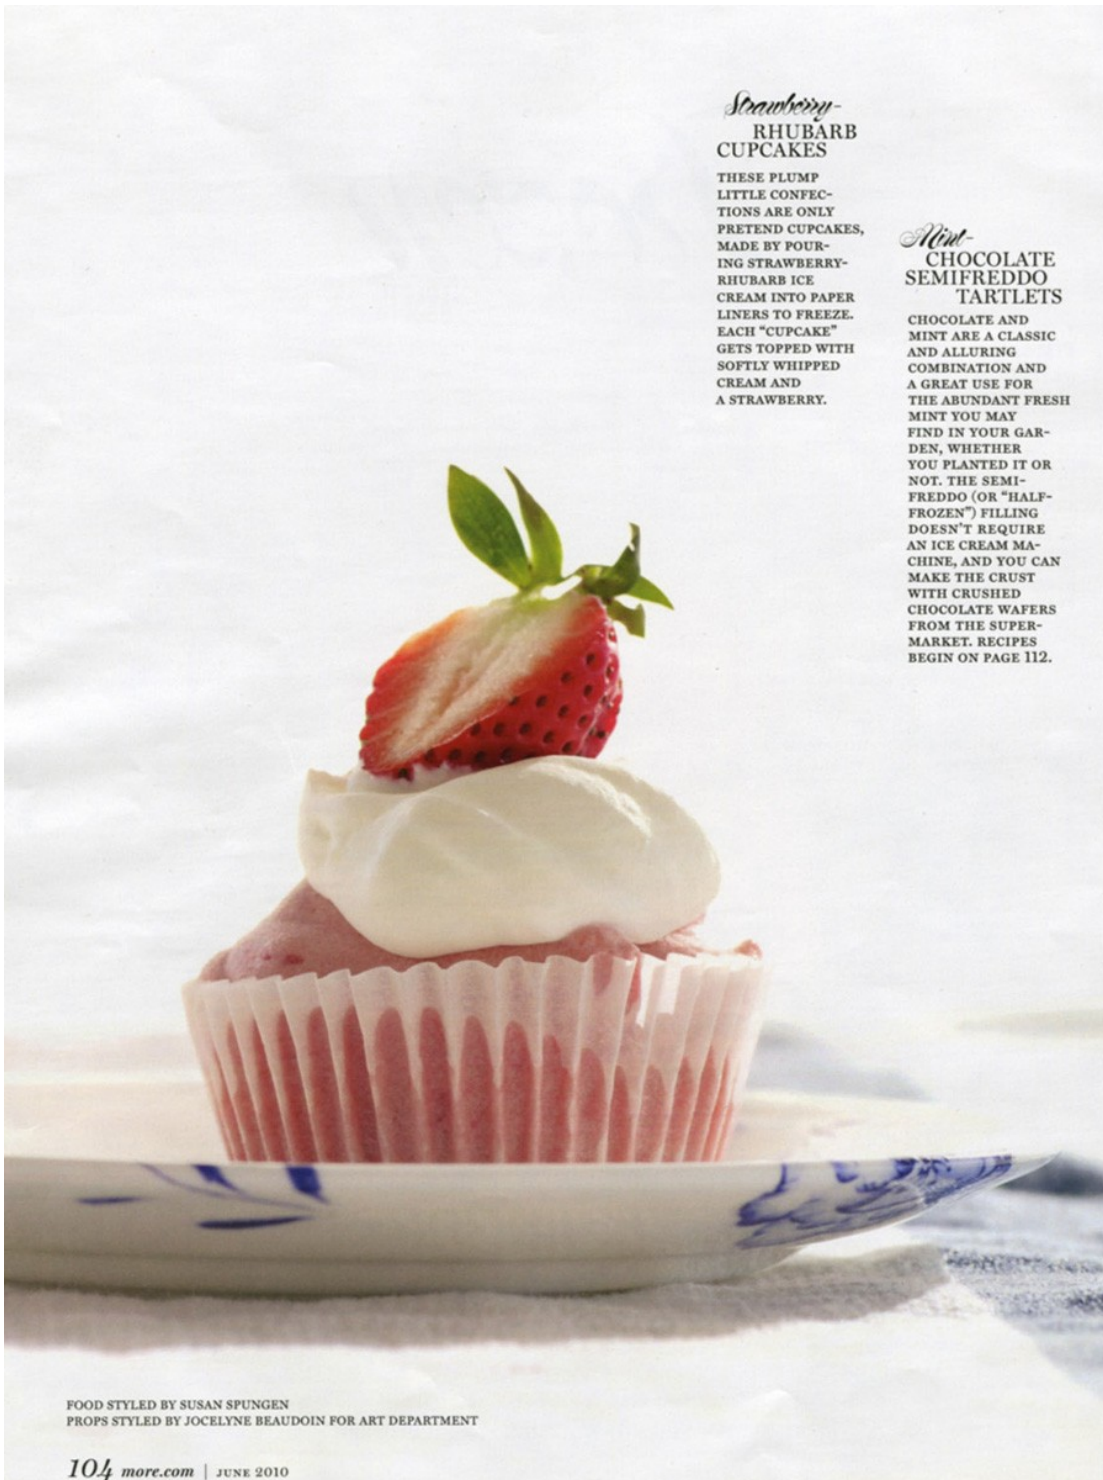 Strawberry-
RHUBARB
CUPCAKES
THESE PLUMP
LITTLE CONFEC-
TIONS ARE ONLY
PRETEND CUPCAKES,
MADE BY POUR-
ING STRAWBERRY-
RHUBARB ICE
CREAM INTO PAPER
LINERS TO FREEZE.
EACH “CUPCAKE”
GETS TOPPED WITH
SOFTLY WHIPPED
CREAM AND
A STRAWBERRY.
Mint-
CHOCOLATE
SEMIFREDDO
TARTLETS
CHOCOLATE AND
MINT ARE A CLASSIC
AND ALLURING
COMBINATION AND
A GREAT USE FOR
THE ABUNDANT FRESH
MINT YOU MAY
FIND IN YOUR GAR-
DEN, WHETHER
YOU PLANTED IT OR
NOT. THE SEMI-
FREDDO (OR “HALF-
FROZEN”) FILLING
DOESN’T REQUIRE
AN ICE CREAM MA-
CHINE, AND YOU CAN
MAKE THE CRUST
WITH CRUSHED
CHOCOLATE WAFERS
FROM THE SUPER-
MARKET. RECIPES
BEGIN ON PAGE 112.
FOOD STYLED BY SUSAN SPUNGEN
PROPS STYLED BY JOCELYNE BEAUDOIN FOR ART DEPARTMENT
104 more.com | JUNE 2010